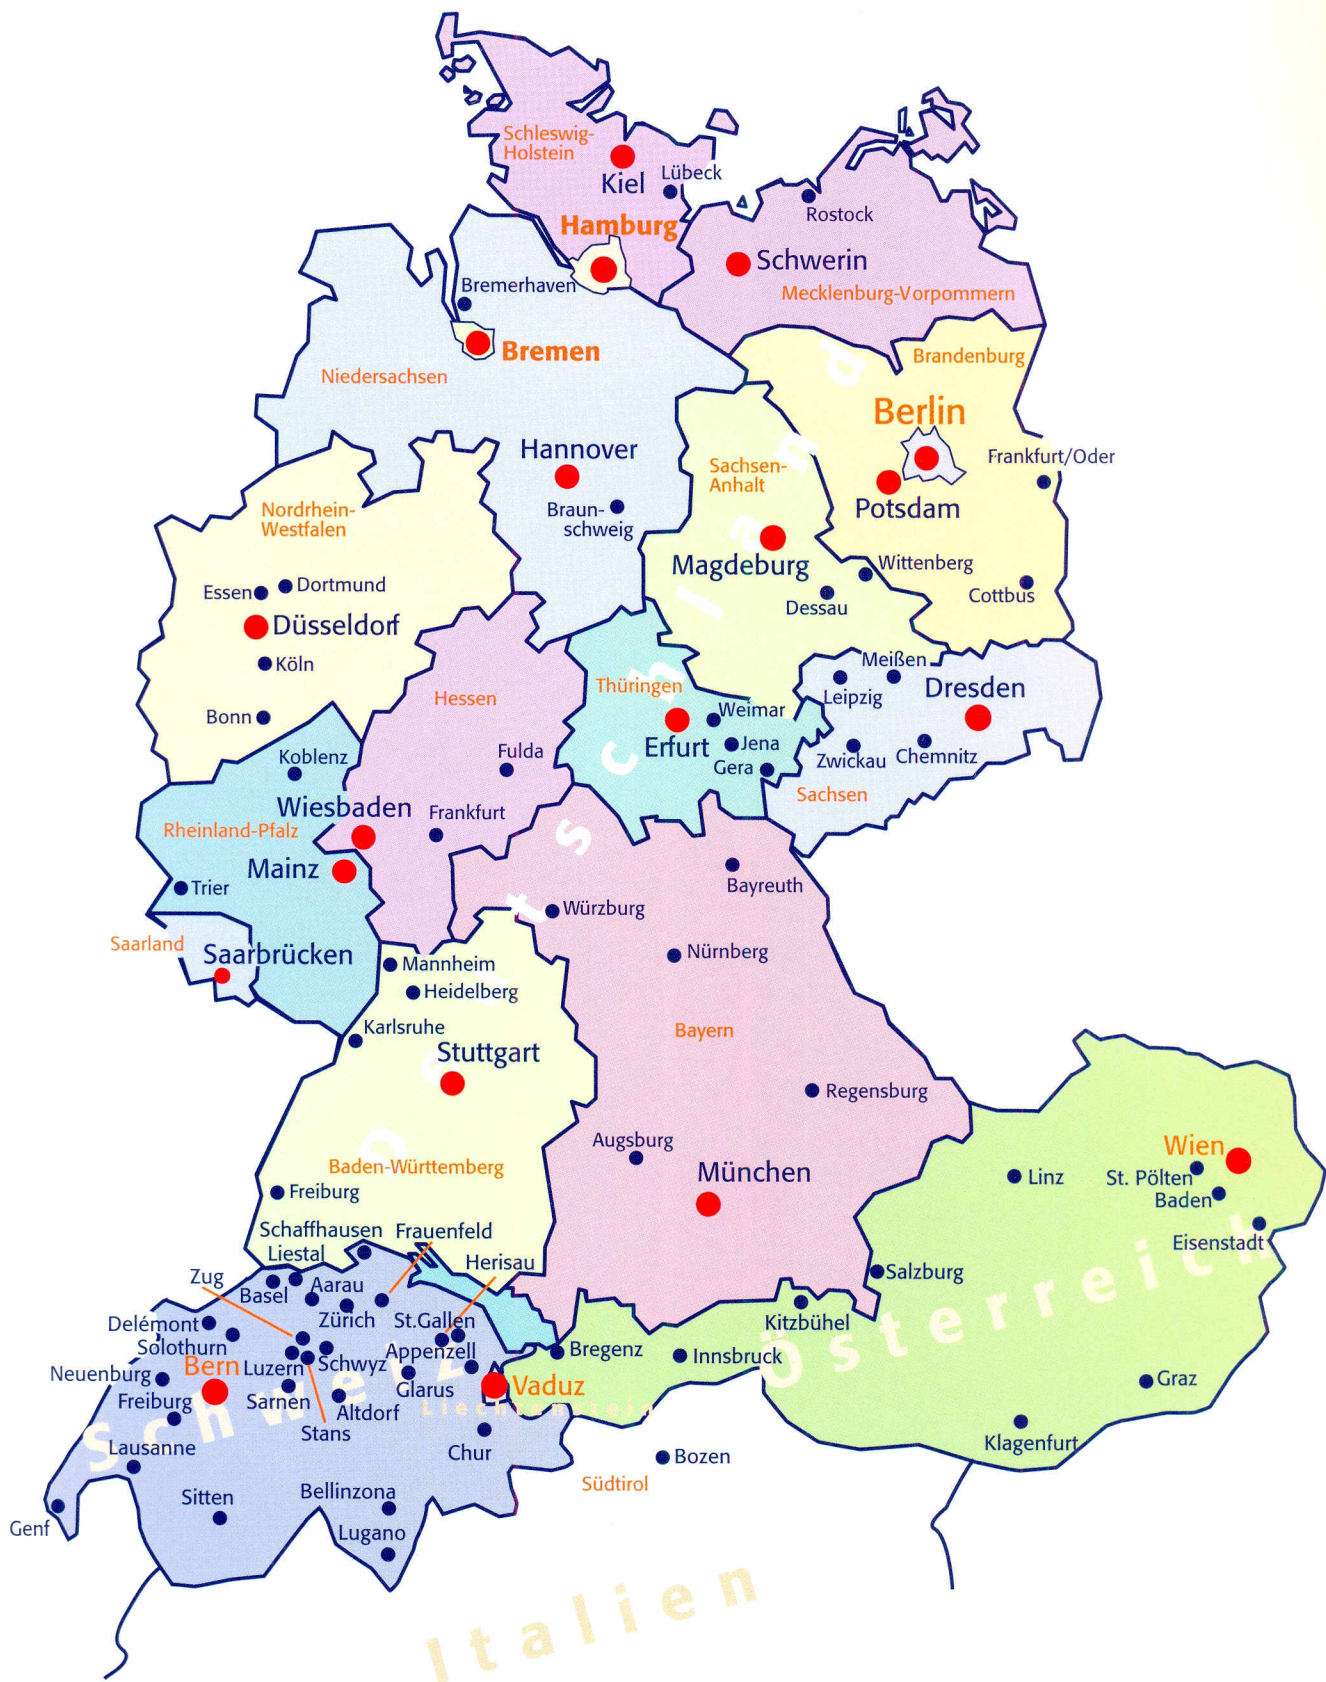 Schleswig-
Holstein
Kiel
Lübeck
Hamburg
Rostock
Schwerin
Mecklenburg-Vorpommern
Bremerhaven
Bremen
Niedersachsen
Brandenburg
Berlin
Hannover
Braun-
schweig
Sachsen-
Anhalt
Frankfurt/Oder
Potsdam
Nordrhein-
Westfalen
Magdeburg
Wittenberg
Dessau
Cottbus
Essen
Dortmund
Düsseldorf
Köln
Bonn
Hessen
Thüringen
Meißen
Leipzig
Dresden
Weimar
Erfurt
Jena
Gera
Zwickau
Chemnitz
Sachsen
Koblenz
Fulda
Wiesbaden
Frankfurt
Rheinland-Pfalz
Mainz
Trier
Bayreuth
Würzburg
Saarland
Saarbrücken
Nürnberg
Mannheim
Heidelberg
Karlsruhe
Bayern
Stuttgart
Regensburg
Deutschland
Augsburg
München
Baden-Württemberg
Freiburg
Wien
Linz
St. Pölten
Baden
Eisenstadt
Schaffhausen
Frauenfeld
Liestal
Herisau
Zug
Basel
Aarau
Zürich
St.Gallen
Salzburg
Kitzbühel
Österreich
Delémont
Solothurn
Bern
Luzern
Schwyz
Appenzell
Bregenz
Innsbruck
Neuenburg
Freiburg
Sarnen
Glarus
Vaduz
Liechtenstein
Graz
Altdorf
Stans
Schweiz
Lausanne
Chur
Klagenfurt
Bozen
Südtirol
Sitten
Bellinzona
Genf
Lugano
Italien